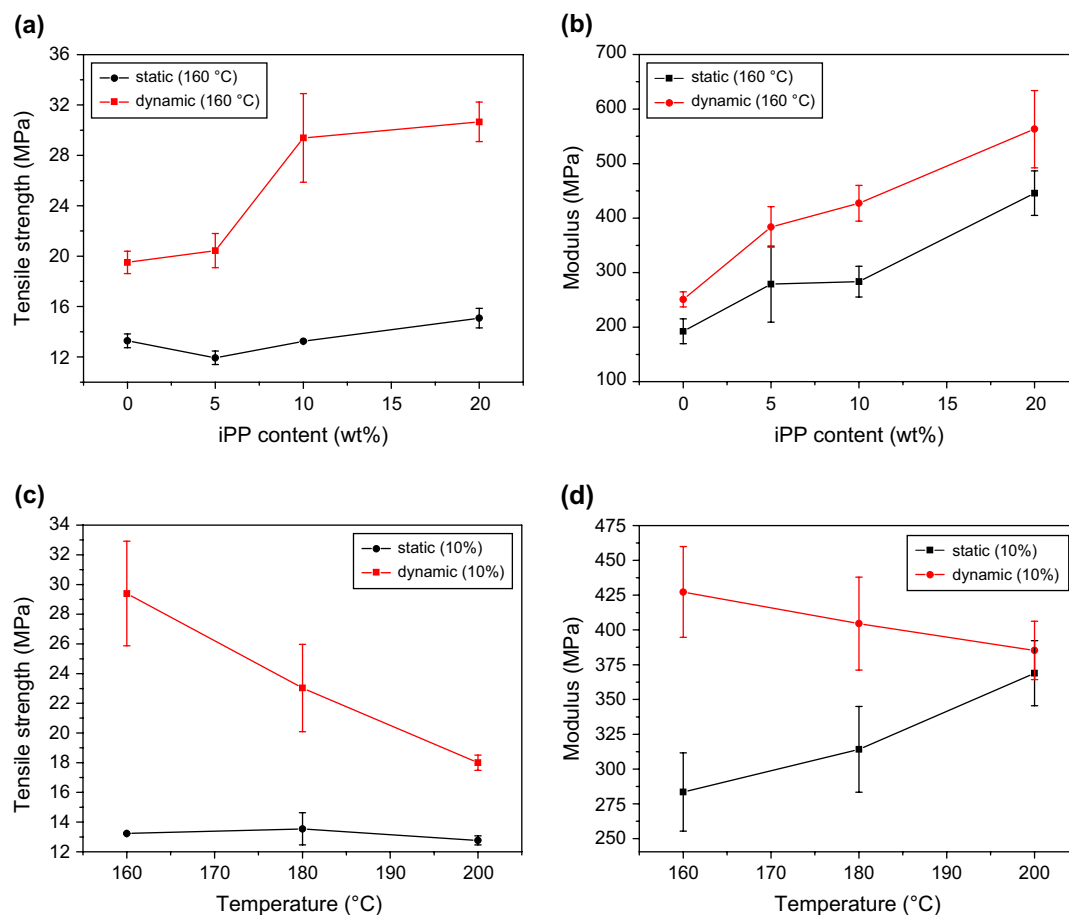 (a)
36
32
28
24
20
16
12
Tensile strength (MPa)
static (160 °C)
dynamic (160 °C)
0 5 10 15 20
iPP content (wt%)
(b)
700
600
500
400
300
200
100
Modulus (MPa)
static (160 °C)
dynamic (160 °C)
0 5 10 15 20
iPP content (wt%)
(c)
34
32
30
28
26
24
22
20
18
16
14
12
Tensile strength (MPa)
static (10%)
dynamic (10%)
160 170 180 190 200
Temperature (°C)
(d)
475
450
425
400
375
350
325
300
275
250
Modulus (MPa)
static (10%)
dynamic (10%)
160 170 180 190 200
Temperature (°C)